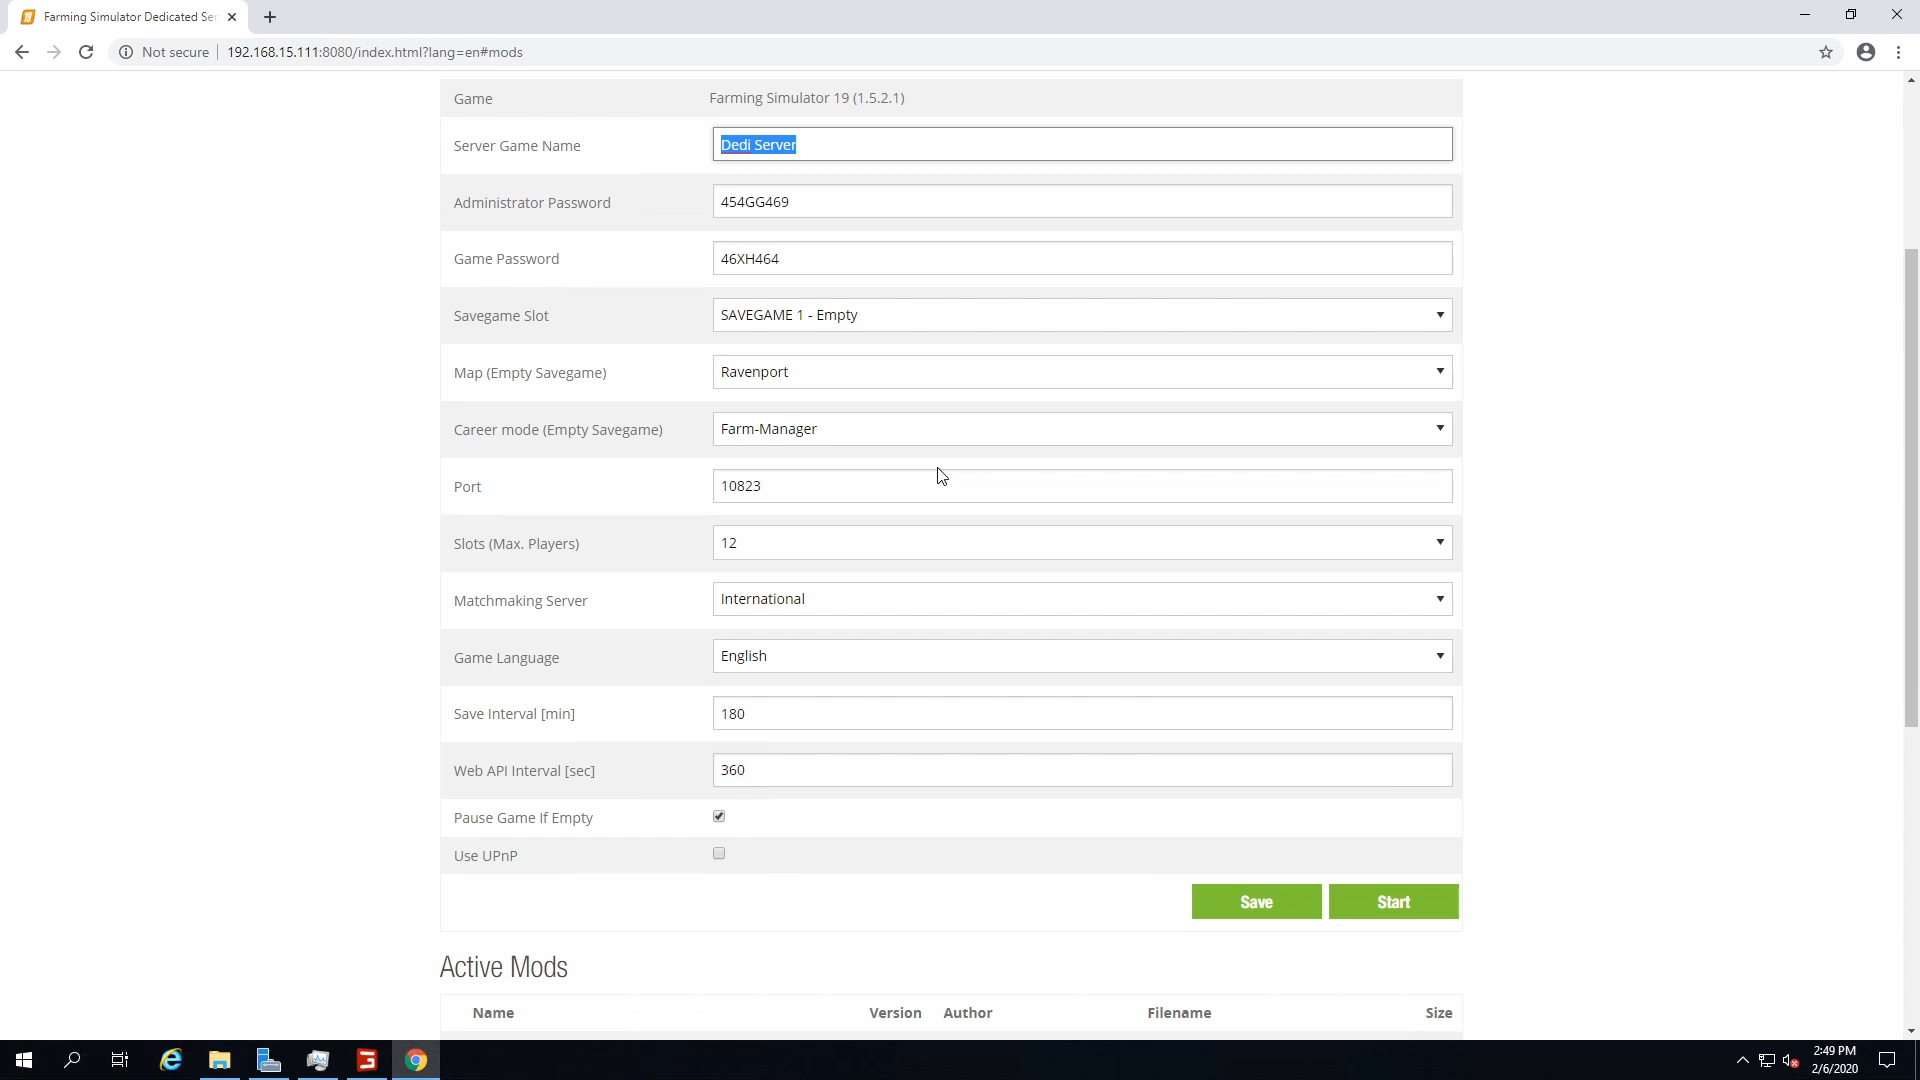 Farming Simulator Dedicated Ser
Not secure
192.168.15.111:8080/index.html?lang=en#mods
Game
Farming Simulator 19 (1.5.2.1)
Server Game Name
Dedi Server
Administrator Password
454GG469
Game Password
46XH464
Savegame Slot
SAVEGAME 1 - Empty
Map (Empty Savegame)
Ravenport
Career mode (Empty Savegame)
Farm-Manager
Port
10823
Slots (Max. Players)
12
Matchmaking Server
International
Game Language
English
Save Interval [min]
180
Web API Interval [sec]
360
Pause Game If Empty
Use UPnP
Save
Start
Active Mods
Name Version Author Filename Size
2:49 PM
2/6/2020